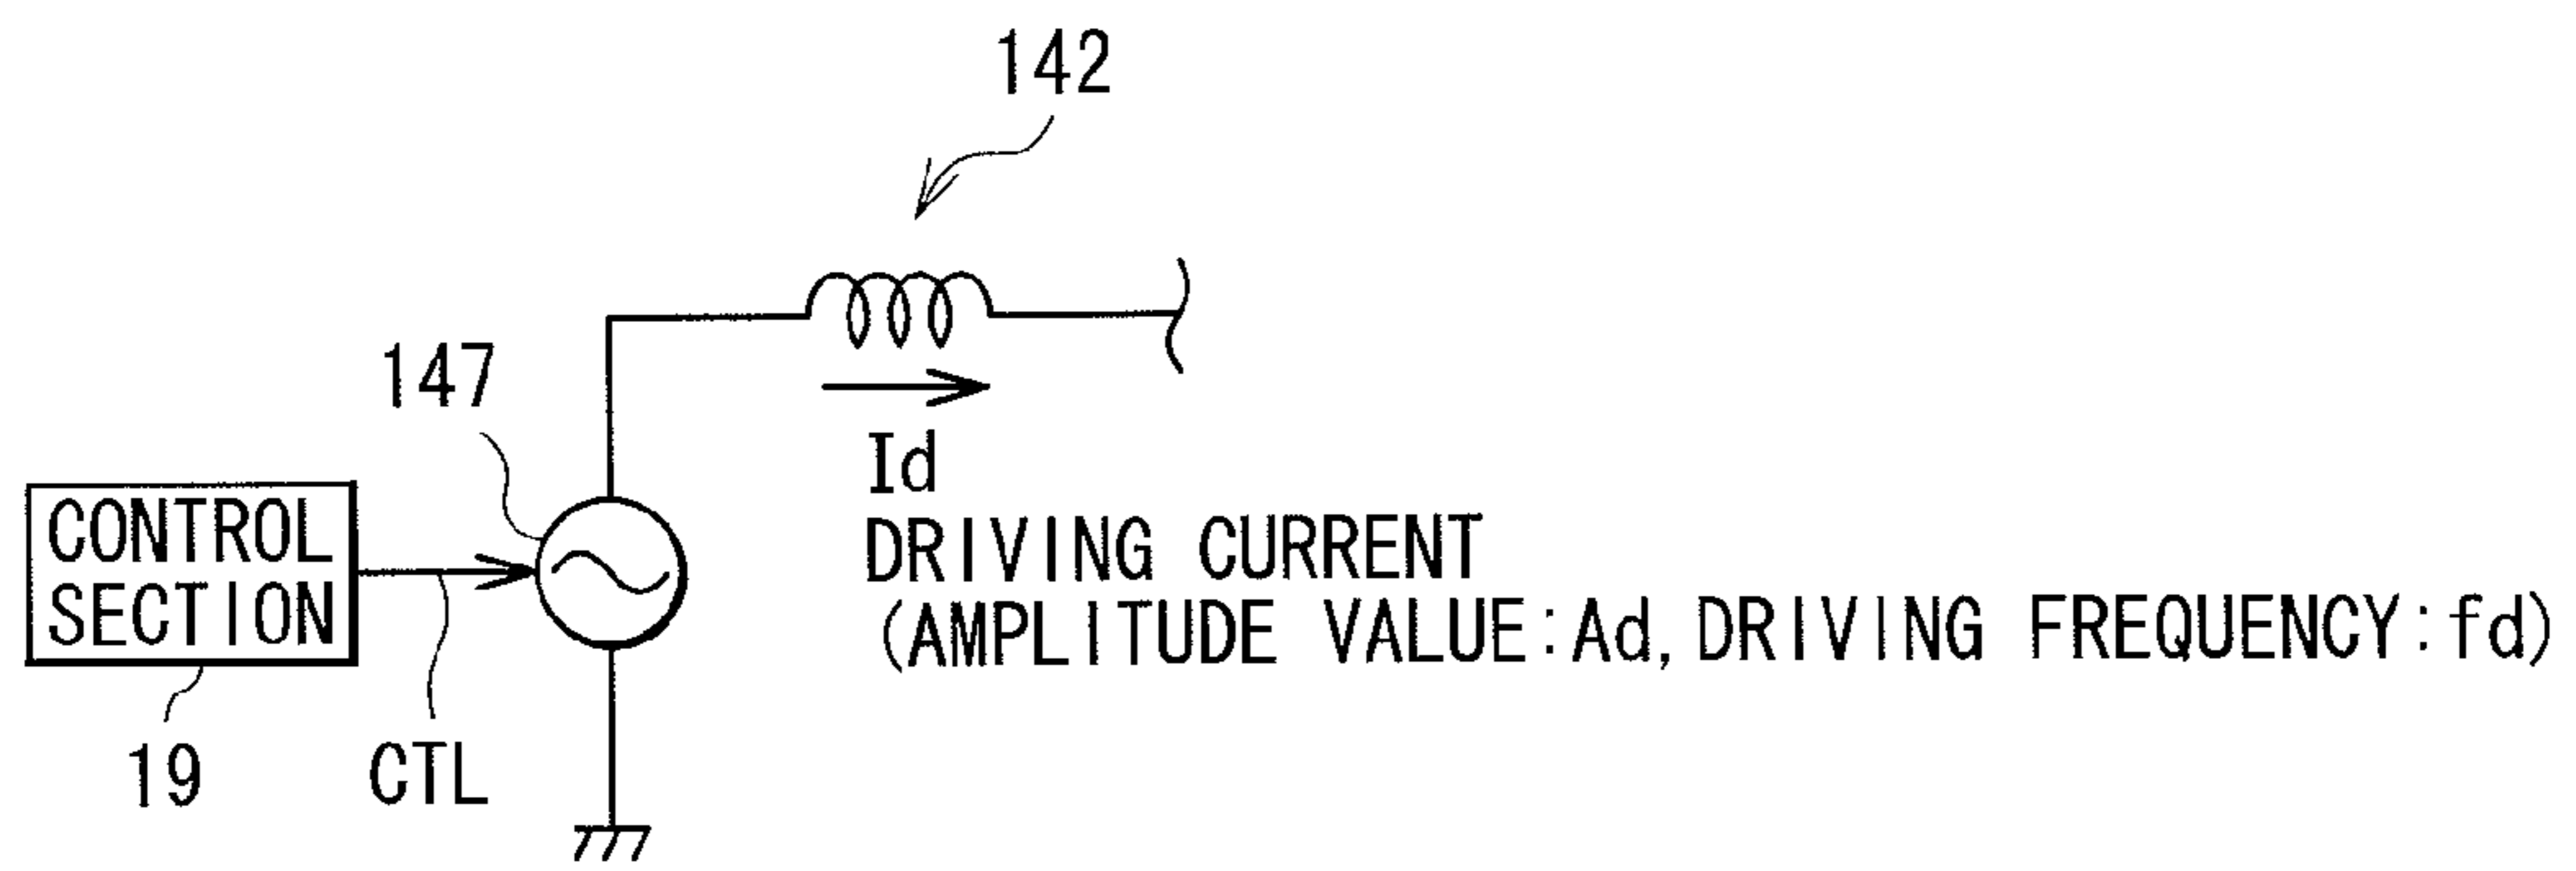 142
147
Id
DRIVING CURRENT
(AMPLITUDE VALUE:Ad,DRIVING FREQUENCY:fd)
CONTROL
SECTION
19
CTL